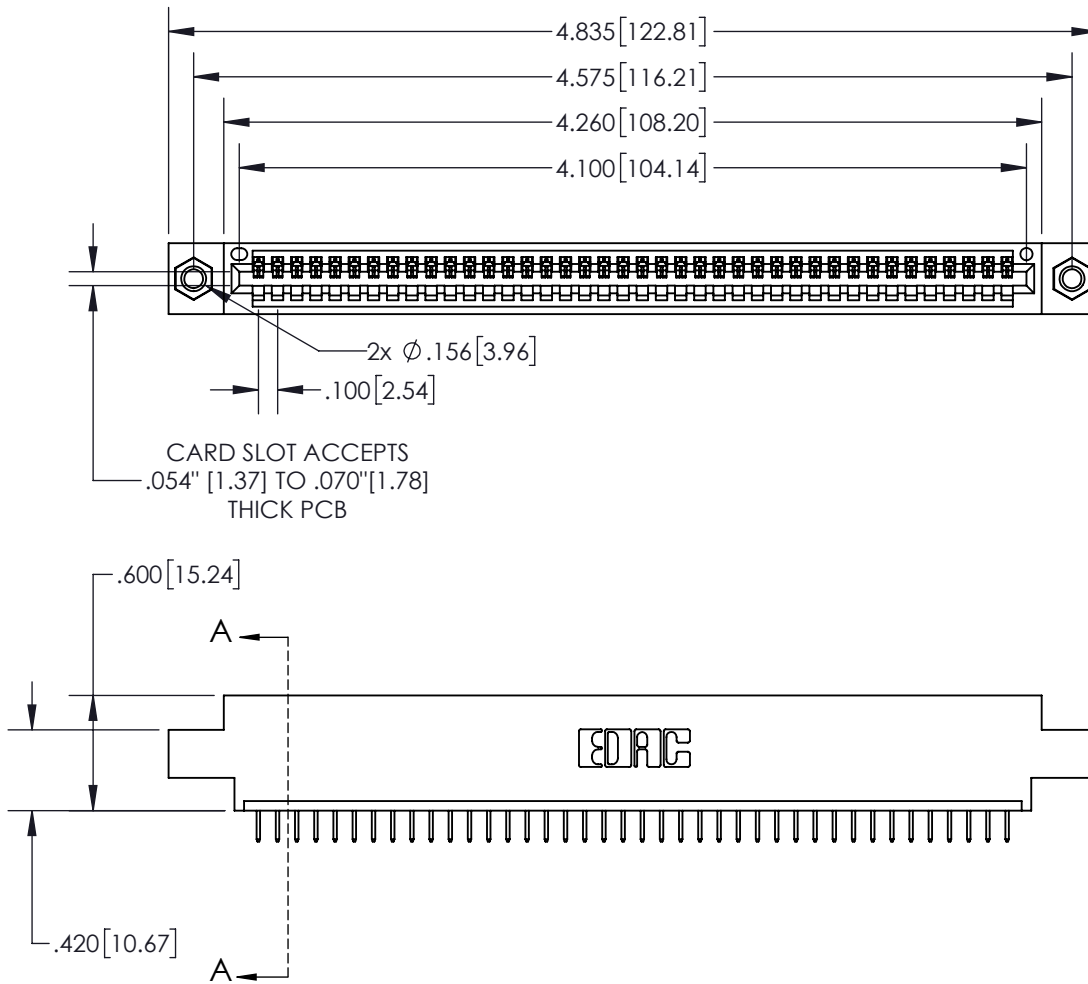 4.835[122.81]
4.575[116.21]
4.260[108.20]
4.100[104.14]
2x Ø.156[3.96]
.100[2.54]
CARD SLOT ACCEPTS
.054" [1.37] TO .070"[1.78]
THICK PCB
.600[15.24]
A
EDAC
.420[10.67]
A